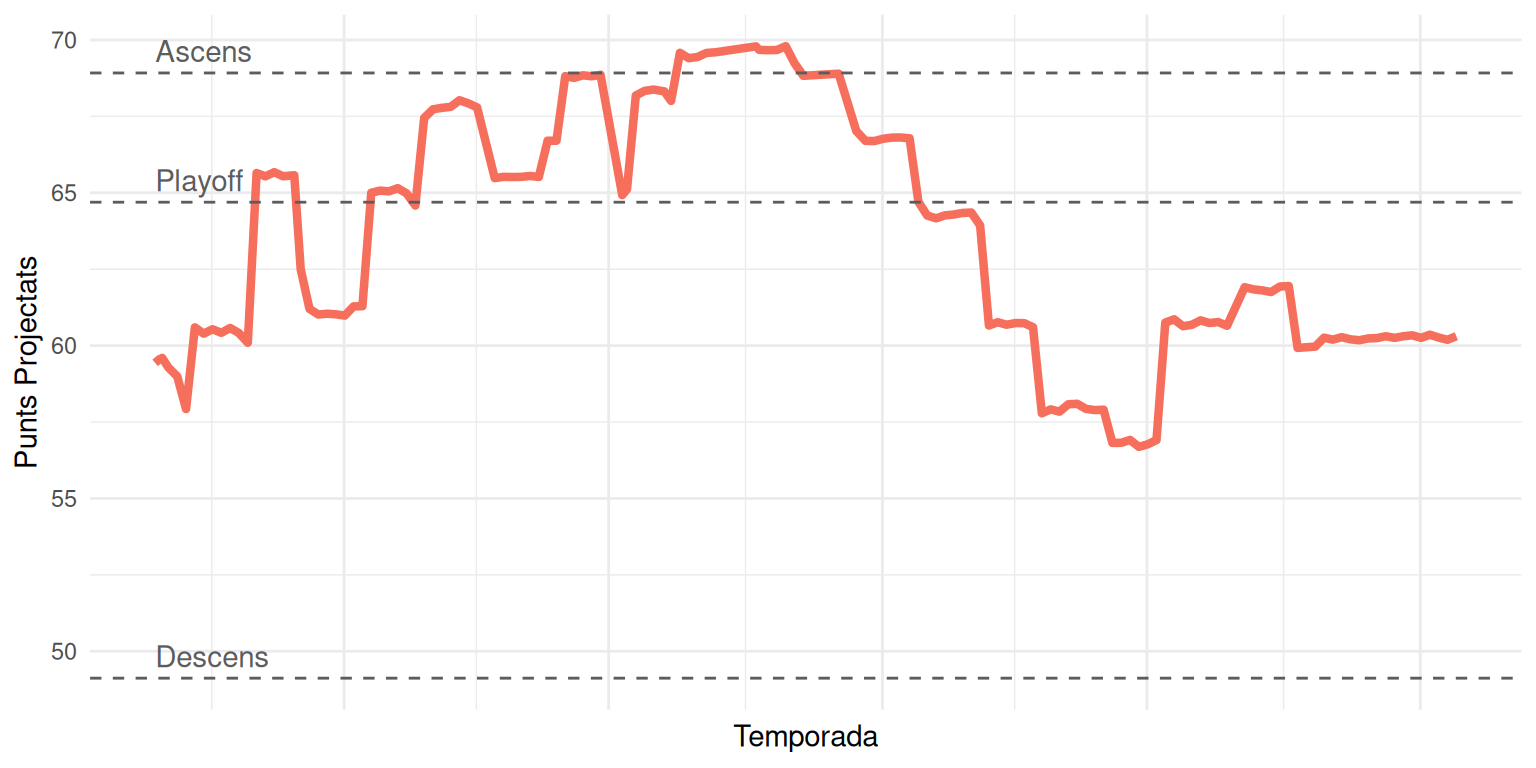 70
Ascens
Playoff
65
60
55
50
Descens
Punts Projectats
Temporada